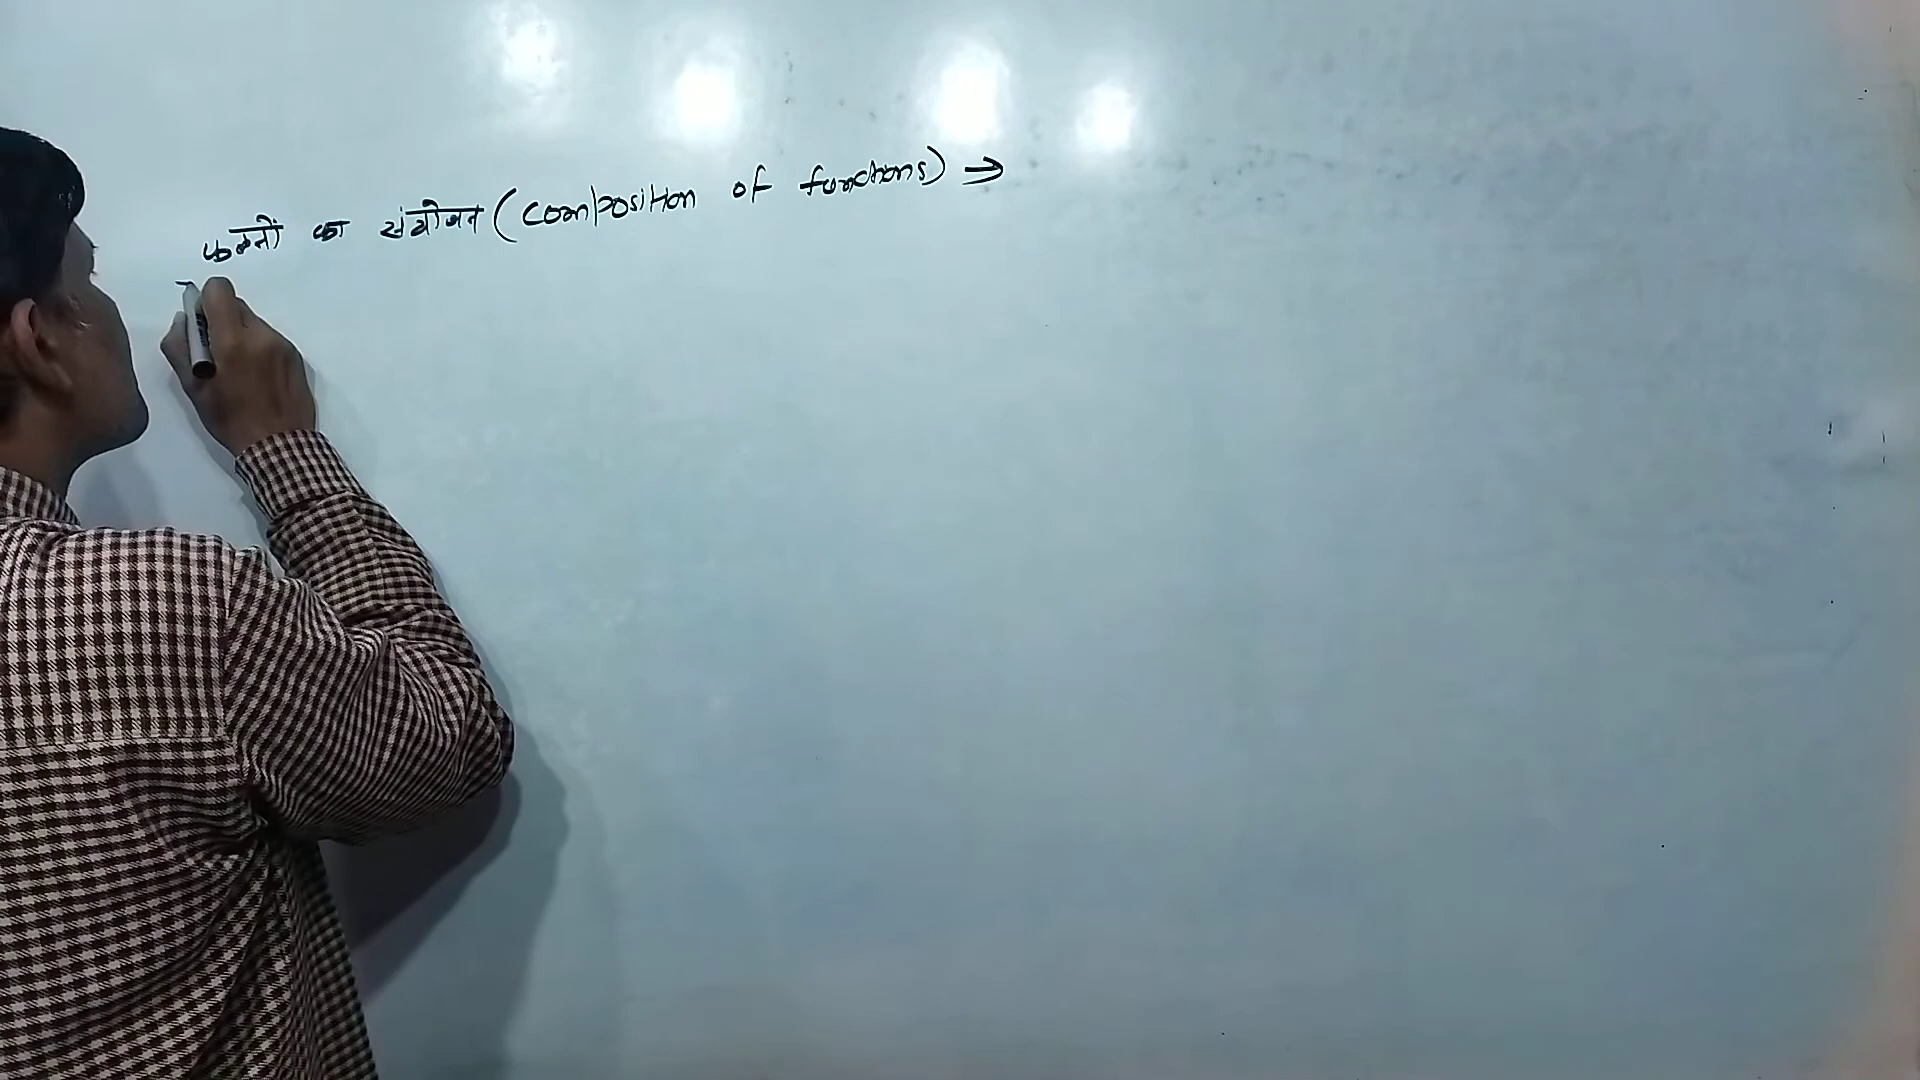 फलनों का संयोजन (composition of functions) ⇒